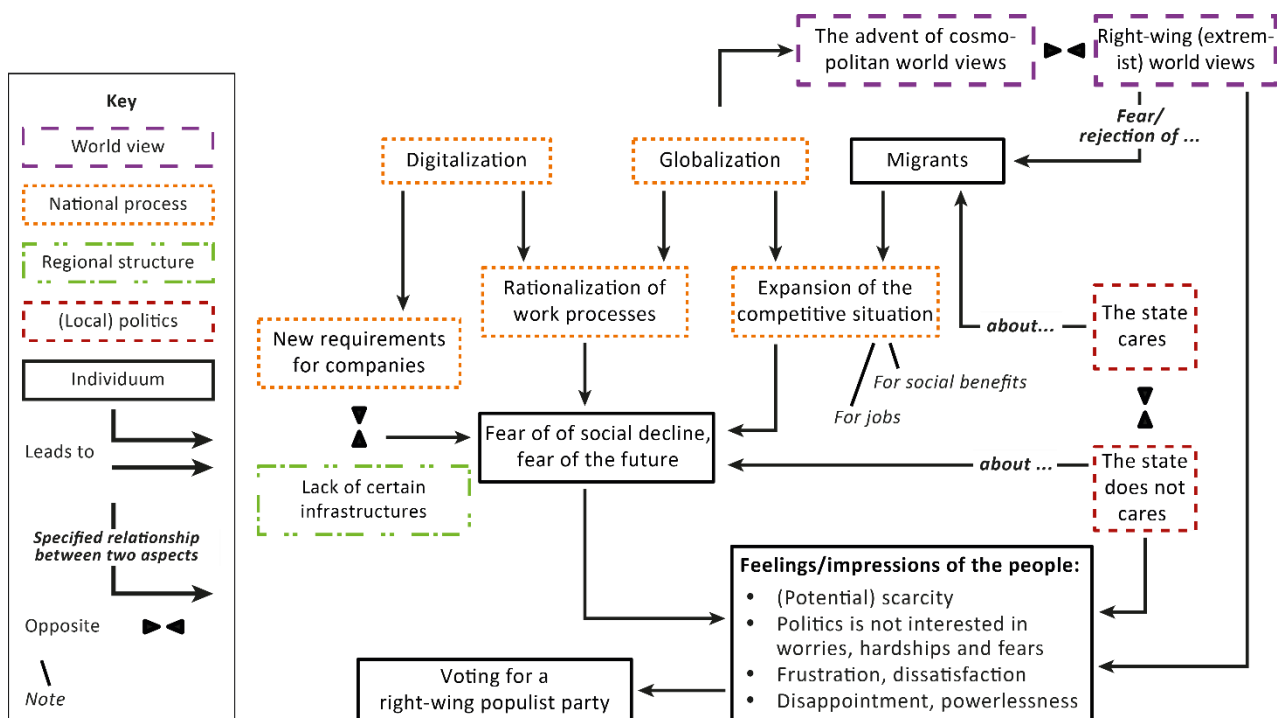 Key
World view
National process
Regional structure
(Local) politics
Individuum
Leads to
Specified relationship
between two aspects
Opposite
Note
The advent of cosmo-
politan world views
Right-wing (extrem-
ist) world views
Fear/
rejection of ...
Digitalization
Globalization
Migrants
Rationalization of
work processes
Expansion of the
competitive situation
New requirements
for companies
about...
The state
cares
For social benefits
For jobs
Fear of of social decline,
fear of the future
about ...
The state
does not
cares
Lack of certain
infrastructures
Feelings/impressions of the people:
• (Potential) scarcity
• Politics is not interested in
worries, hardships and fears
• Frustration, dissatisfaction
• Disappointment, powerlessness
Voting for a
right-wing populist party